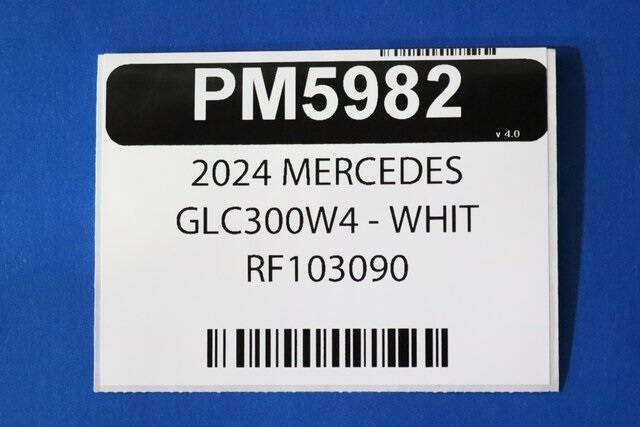 PM5982
v 4.0
2024 MERCEDES
GLC300W4 - WHIT
RF103090